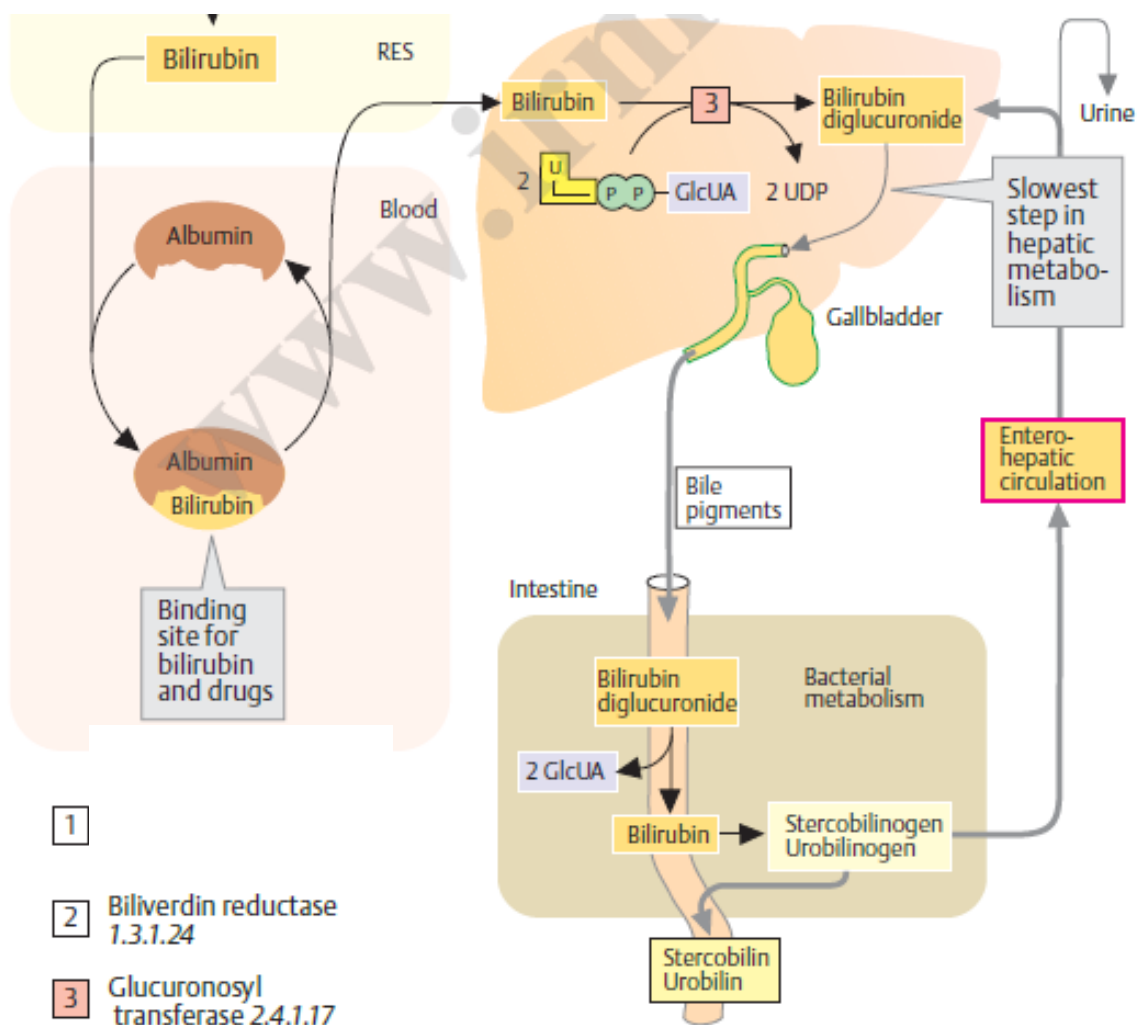 Bilirubin
RES
Blood
Albumin
Albumin
Bilirubin
Binding
site for
bilirubin
and drugs
Bilirubin
3
Bilirubin
diglucuronide
2
U
P P
GlcUA
2 UDP
Urine
Slowest
step in
hepatic
metabo-
lism
Gallbladder
Entero-
hepatic
circulation
Bile
pigments
Intestine
Bilirubin
diglucuronide
Bacterial
metabolism
2 GlcUA
Bilirubin
Stercobilinogen
Urobilinogen
Stercobilin
Urobilin
1
2 Biliverdin reductase
1.3.1.24
3 Glucuronosyl
transferase 2.4.1.17